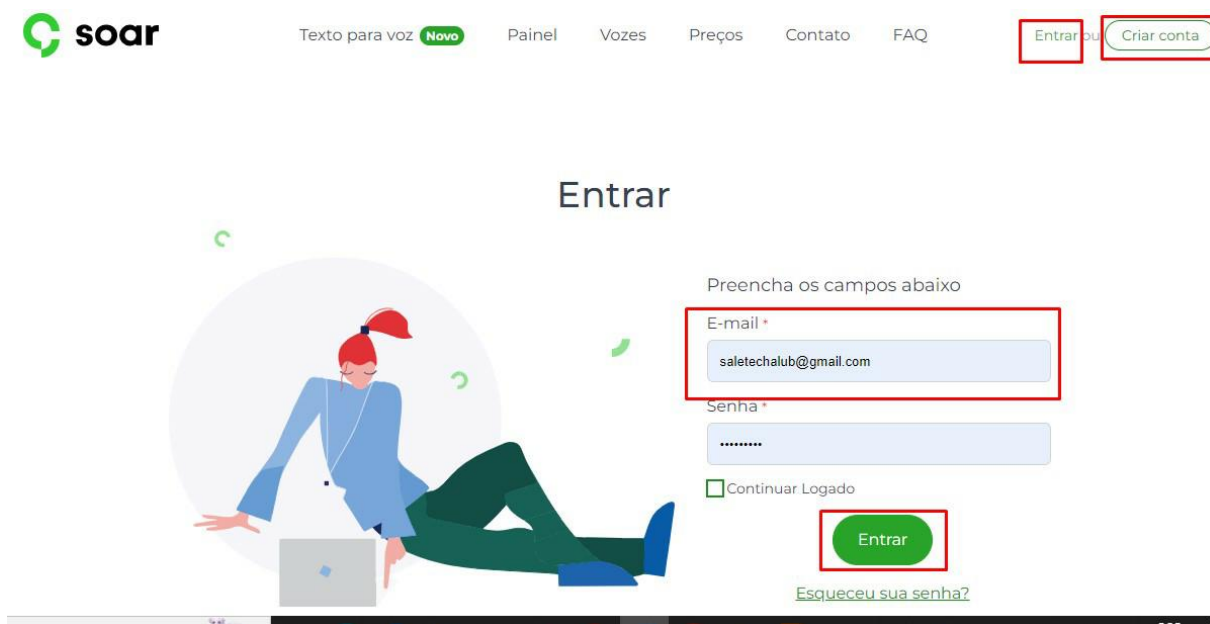 soar
Texto para voz Novo Painel Vozes Preços Contato FAQ Entrar ou Criar conta
Entrar
Preencha os campos abaixo
E-mail *
saletechalub@gmail.com
Senha *
•••••••••
Continuar Logado
Entrar
Esqueceu sua senha?